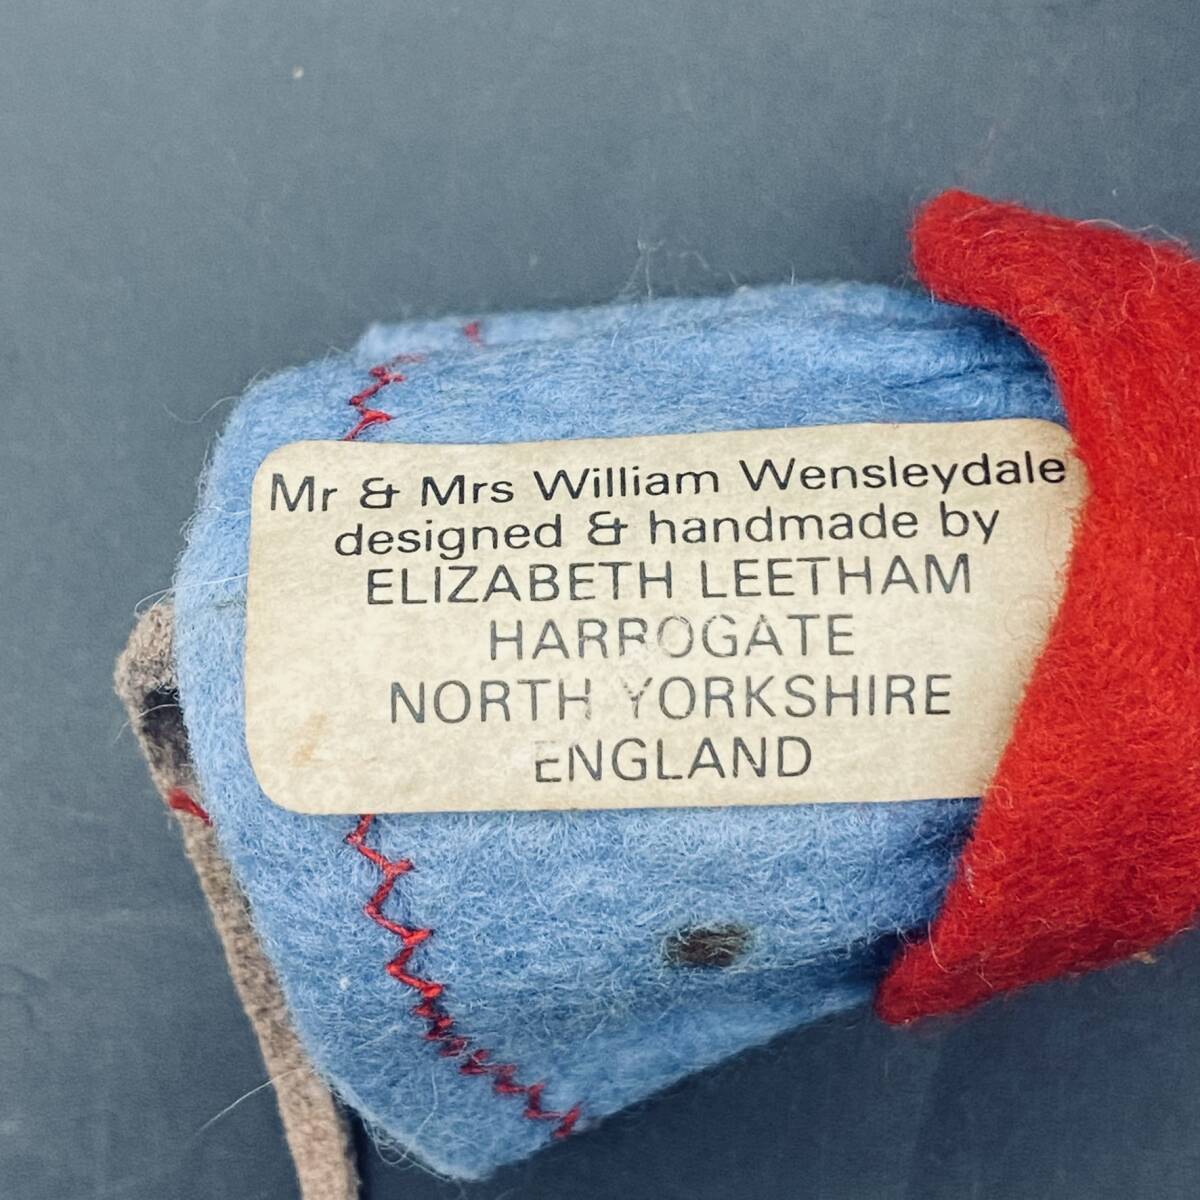 Mr & Mrs William Wensleydale
designed & handmade by
ELIZABETH LEETHAM
HARROGATE
NORTH YORKSHIRE
ENGLAND